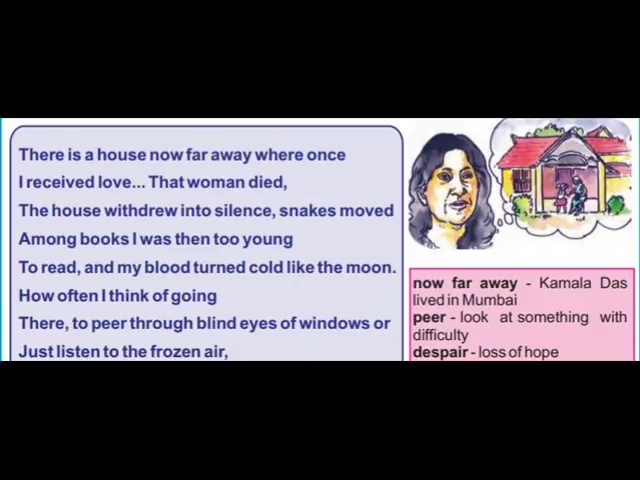 There is a house now far away where once
I received love... That woman died,
The house withdrew into silence, snakes moved
Among books I was then too young
To read, and my blood turned cold like the moon.
How often I think of going
There, to peer through blind eyes of windows or
Just listen to the frozen air,
now far away - Kamala Das
lived in Mumbai
peer - look at something with
difficulty
despair - loss of hope